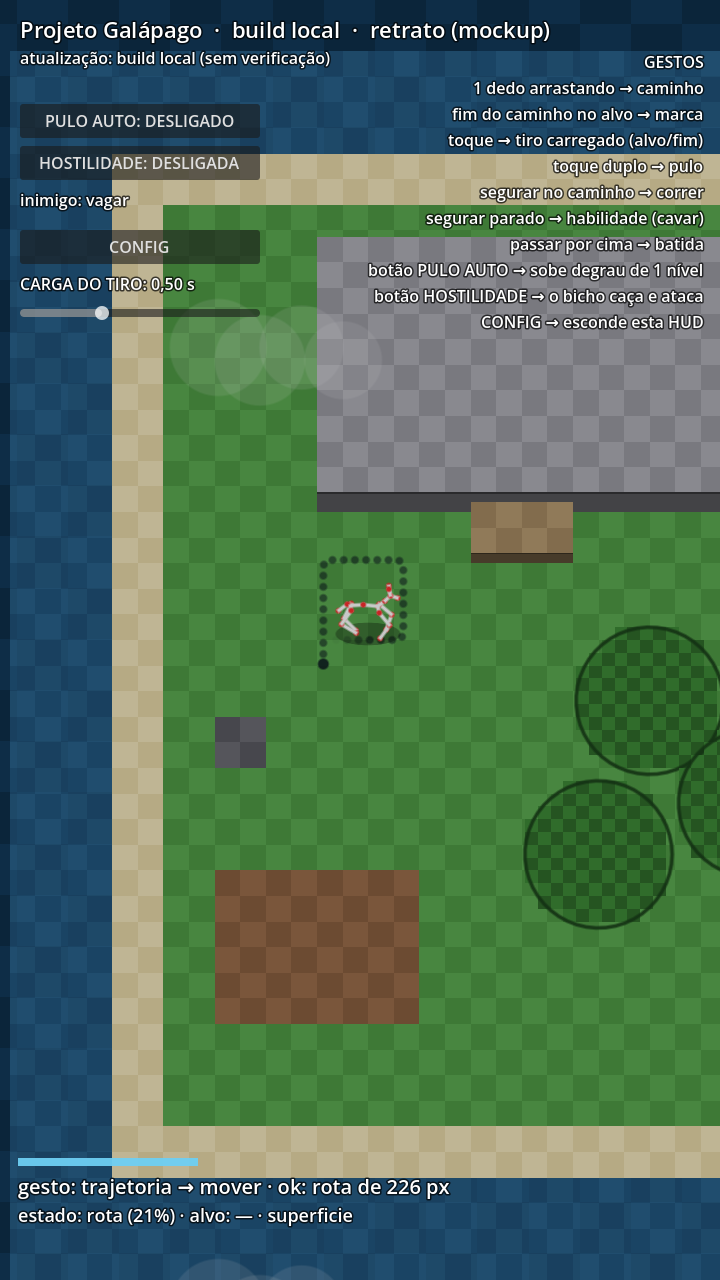 Projeto Galápago · build local · retrato (mockup)
atualização: build local (sem verificação)
PULO AUTO: DESLIGADO
HOSTILIDADE: DESLIGADA
inimigo: vagar
CONFIG
CARGA DO TIRO: 0,50 s
GESTOS
1 dedo arrastando → caminho
fim do caminho no alvo → marca
toque → tiro carregado (alvo/fim)
toque duplo → pulo
segurar no caminho → correr
segurar parado → habilidade (cavar)
passar por cima → batida
botão PULO AUTO → sobe degrau de 1 nível
botão HOSTILIDADE → o bicho caça e ataca
CONFIG → esconde esta HUD
gesto: trajetoria → mover · ok: rota de 226 px
estado: rota (21%) · alvo: — · superficie